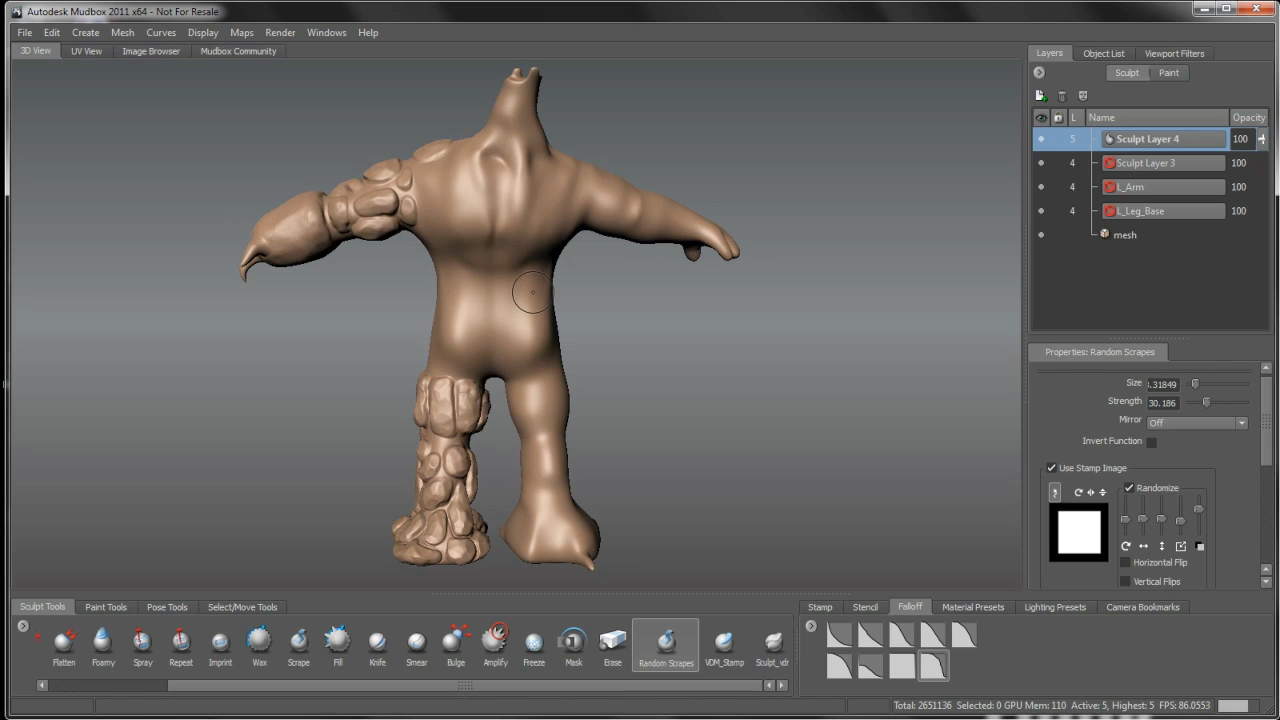 Autodesk Mudbox 2011 x64 - Not For Resale
File Edit Create Mesh Curves Display Maps Render Windows Help
3D View UV View Image Browser Mudbox Community
Layers Object List Viewport Filters
Sculpt Paint
L Name Opacity
5 Sculpt Layer 4 100
4 Sculpt Layer 3 100
4 L_Arm 100
4 L_Leg_Base 100
mesh
Properties: Random Scrapes
Size .31849
Strength 30.186
Mirror Off
Invert Function
Use Stamp Image
Randomize
Horizontal Flip
Vertical Flips
Sculpt Tools Paint Tools Pose Tools Select/Move Tools
Flatten Foamy Spray Repeat Imprint Wax Scrape Fill Knife Smear Bulge Amplify Freeze Mask Erase Random Scrapes VDM_Stamp Sculpt_vdr
Stamp Stencil Falloff Material Presets Lighting Presets Camera Bookmarks
Total: 2651136 Selected: 0 GPU Mem: 110 Active: 5, Highest: 5 FPS: 86.0553